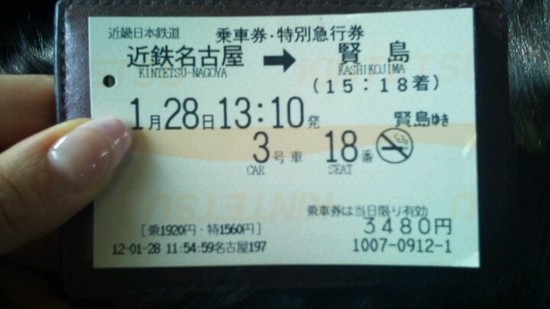 近畿日本鉄道 乗車券・特別急行券
近鉄名古屋 ➡ 賢島
KINTETSU-NAGOYA KASHIKOJIMA
(15:18着)
1月28日 13:10発 賢島ゆき
3号車 18番
CAR SEAT
乗車券は当日限り有効
[乗1920円・特1560円] 3480円
12-01-28 11:54:59名古屋197 1007-0912-1